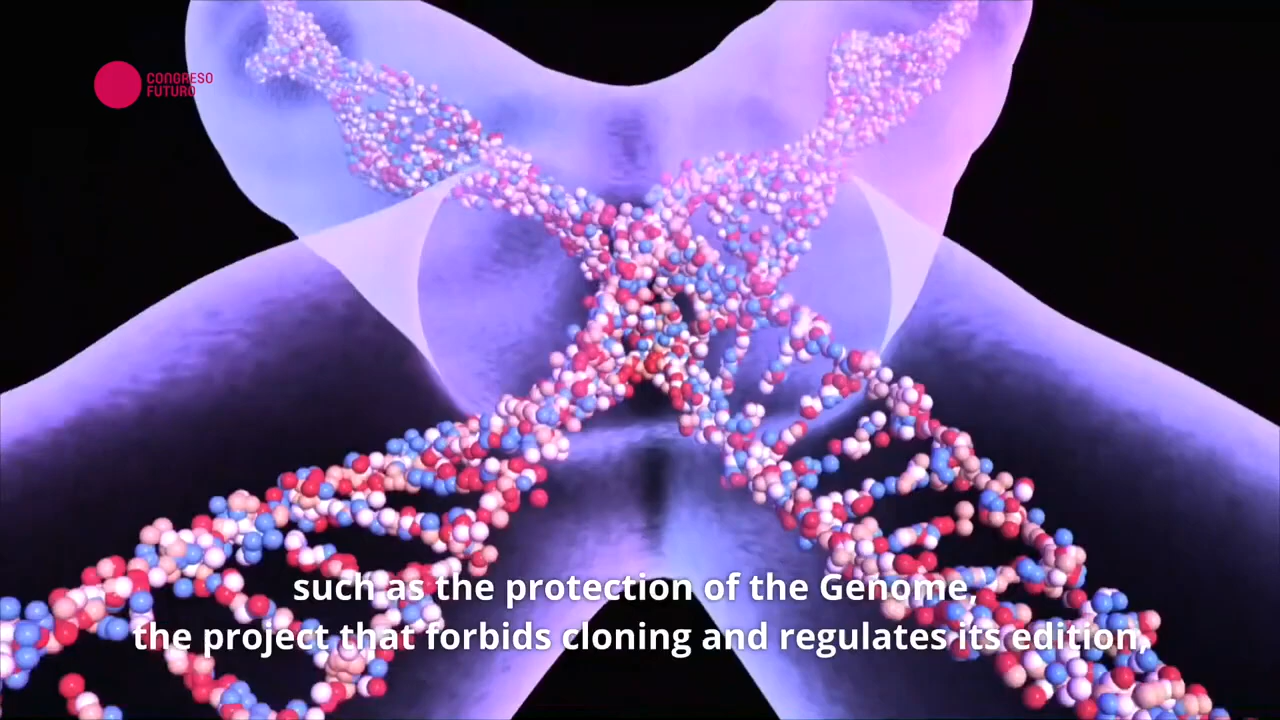 CONGRESO
FUTURO
such as the protection of the Genome,
the project that forbids cloning and regulates its edition,